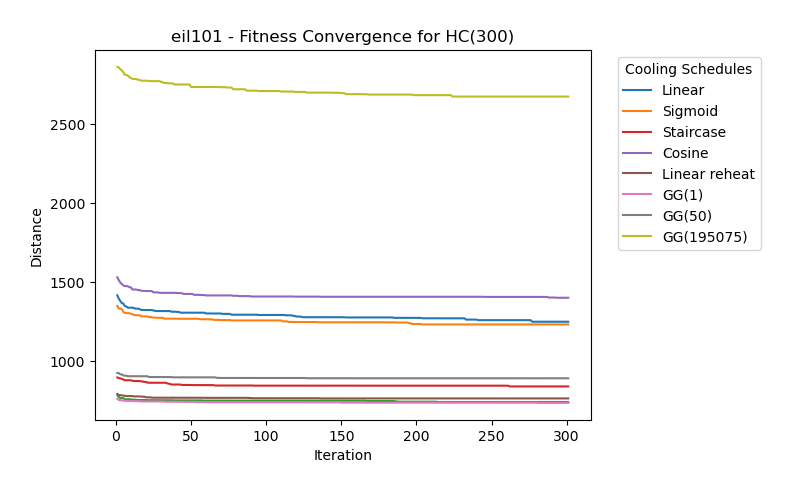 eil101 - Fitness Convergence for HC(300)
Cooling Schedules
Linear
Sigmoid
Staircase
Cosine
Linear reheat
GG(1)
GG(50)
GG(195075)
Distance
2500
2000
1500
1000
0 50 100 150 200 250 300
Iteration